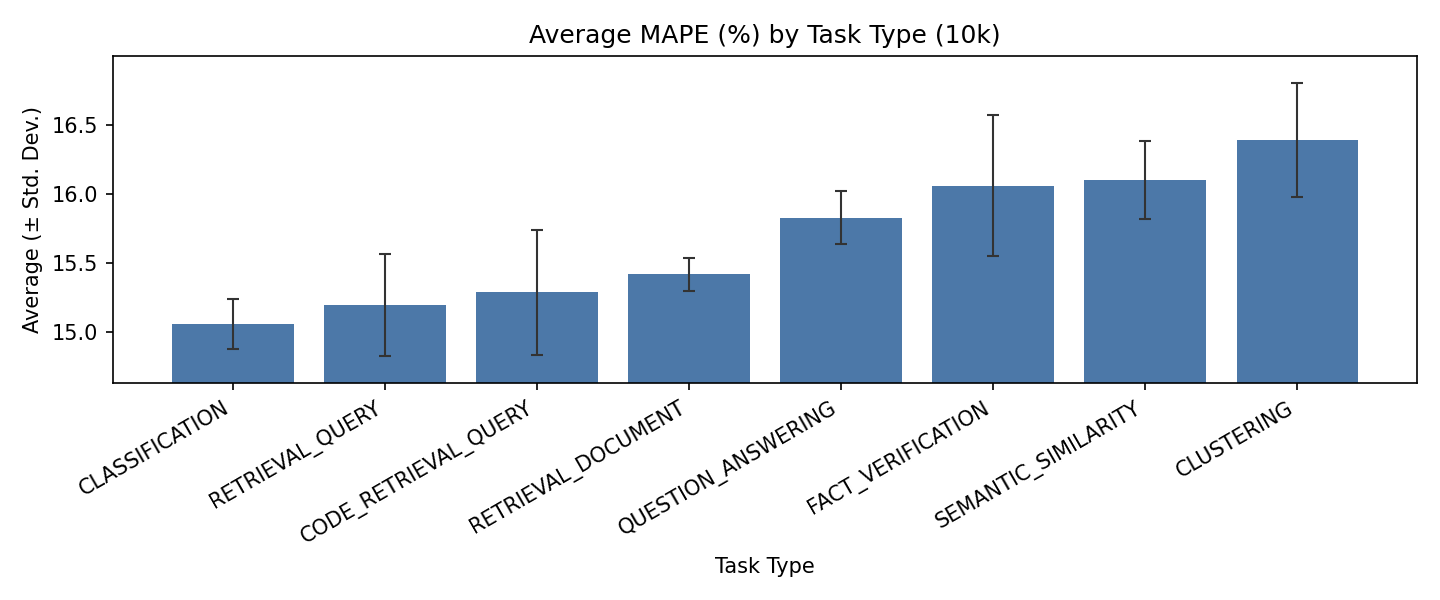 Average MAPE (%) by Task Type (10k)
Average (± Std. Dev.)
16.5
16.0
15.5
15.0
CLASSIFICATION
RETRIEVAL_QUERY
CODE_RETRIEVAL_QUERY
RETRIEVAL_DOCUMENT
QUESTION_ANSWERING
FACT_VERIFICATION
SEMANTIC_SIMILARITY
CLUSTERING
Task Type